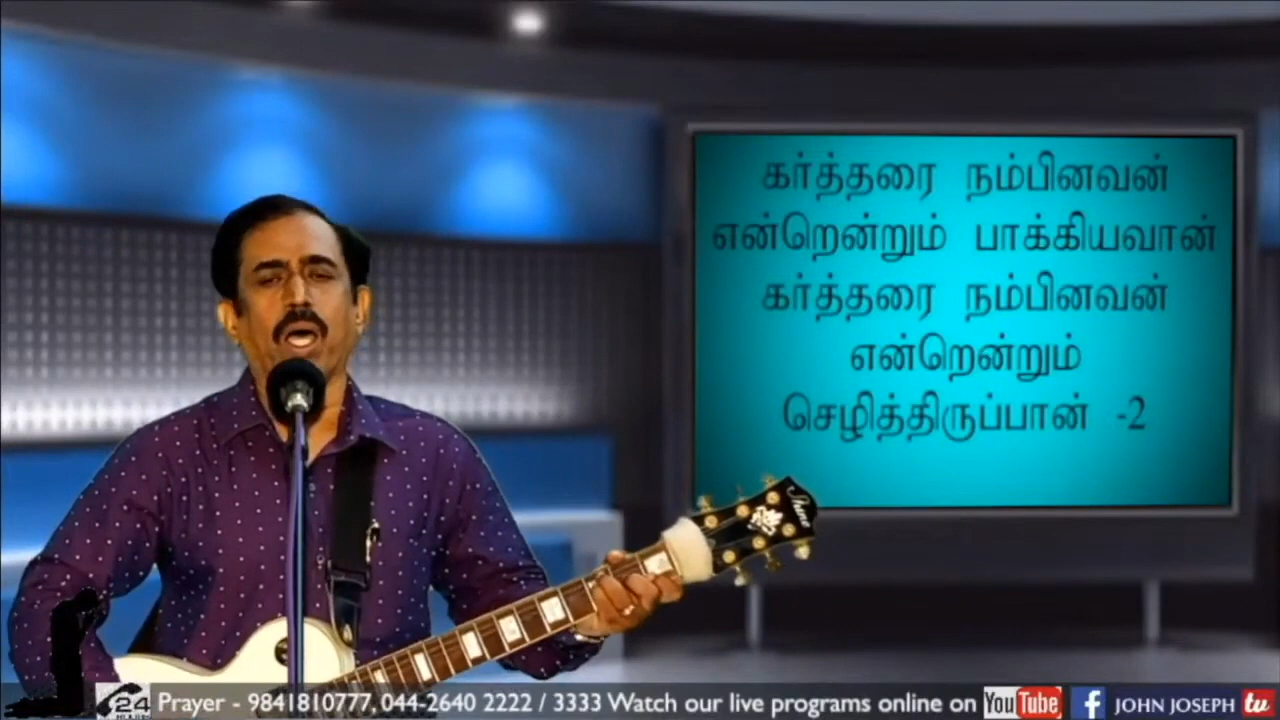 கர்த்தரை நம்பினவன்
என்றென்றும் பாக்கியவான்
கர்த்தரை நம்பினவன்
என்றென்றும்
செழித்திருப்பான் -2
24 Prayer - 9841810777, 044-2640 2222 / 3333 Watch our live programs online on YouTube f JOHN JOSEPH tv